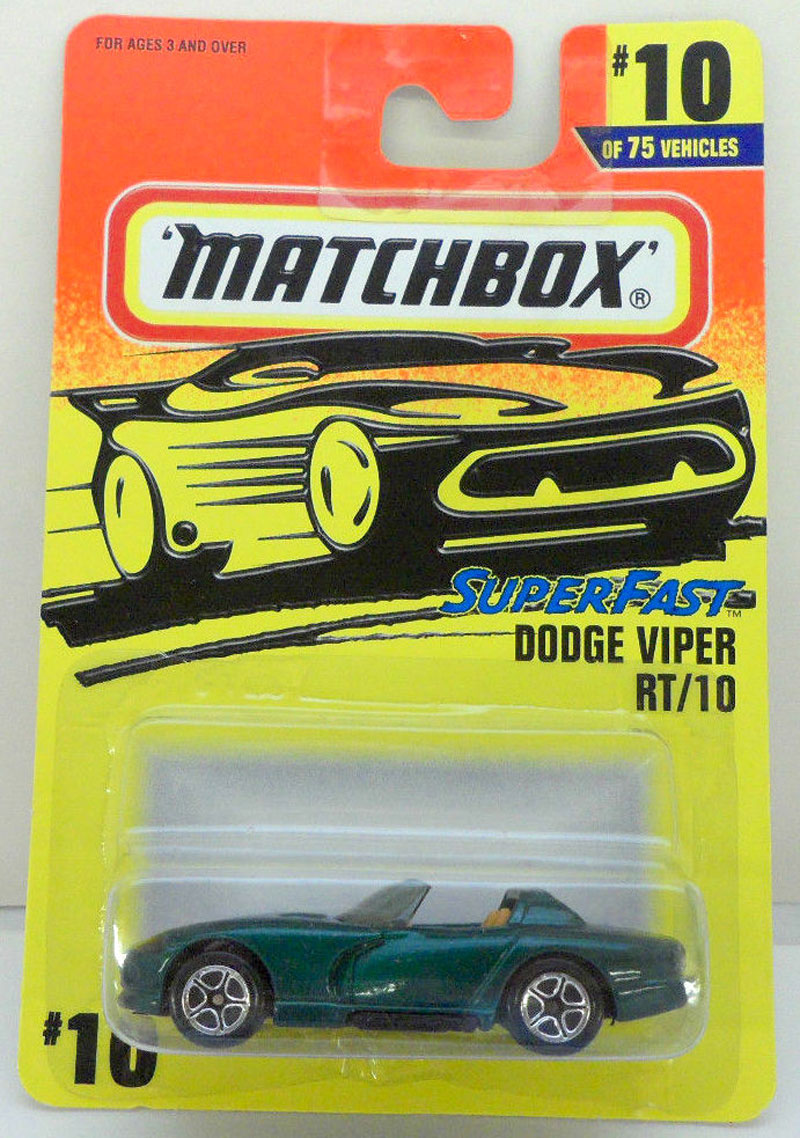 FOR AGES 3 AND OVER
#10
OF 75 VEHICLES
'MATCHBOX'®
SUPERFAST™
DODGE VIPER
RT/10
#10